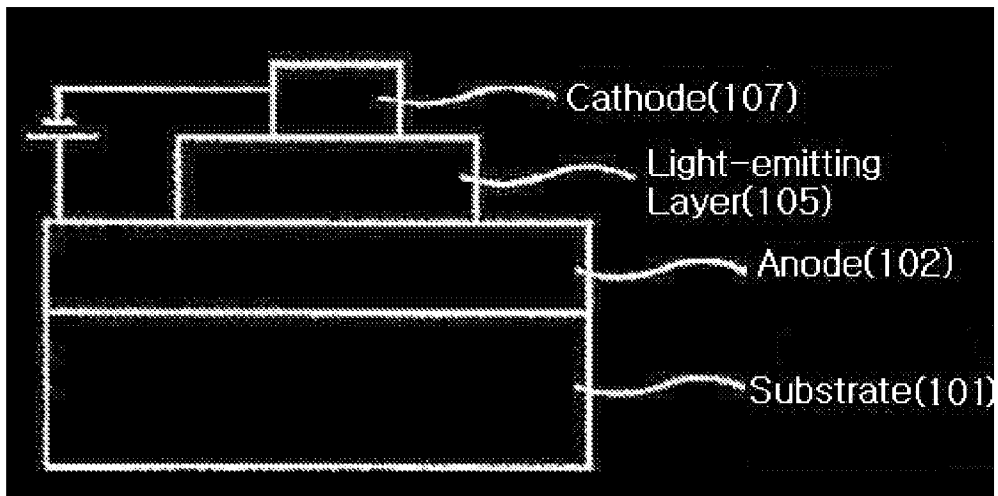 Cathode(107)
Light-emitting
Layer(105)
Anode(102)
Substrate(101)